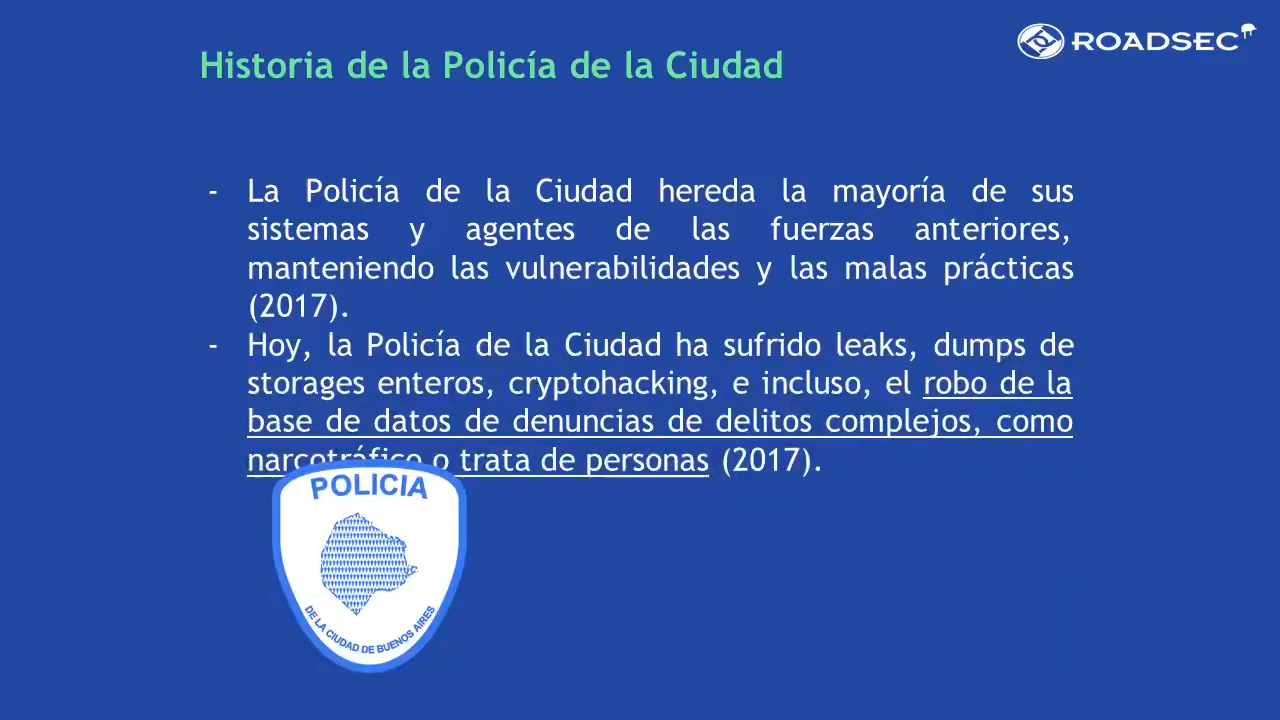 Historia de la Policía de la Ciudad
ROADSEC
- La Policía de la Ciudad hereda la mayoría de sus
sistemas y agentes de las fuerzas anteriores,
manteniendo las vulnerabilidades y las malas prácticas
(2017).
- Hoy, la Policía de la Ciudad ha sufrido leaks, dumps de
storages enteros, cryptohacking, e incluso, el robo de la
base de datos de denuncias de delitos complejos, como
narcotráfico o trata de personas (2017).
POLICIA
DE LA CIUDAD DE BUENOS AIRES